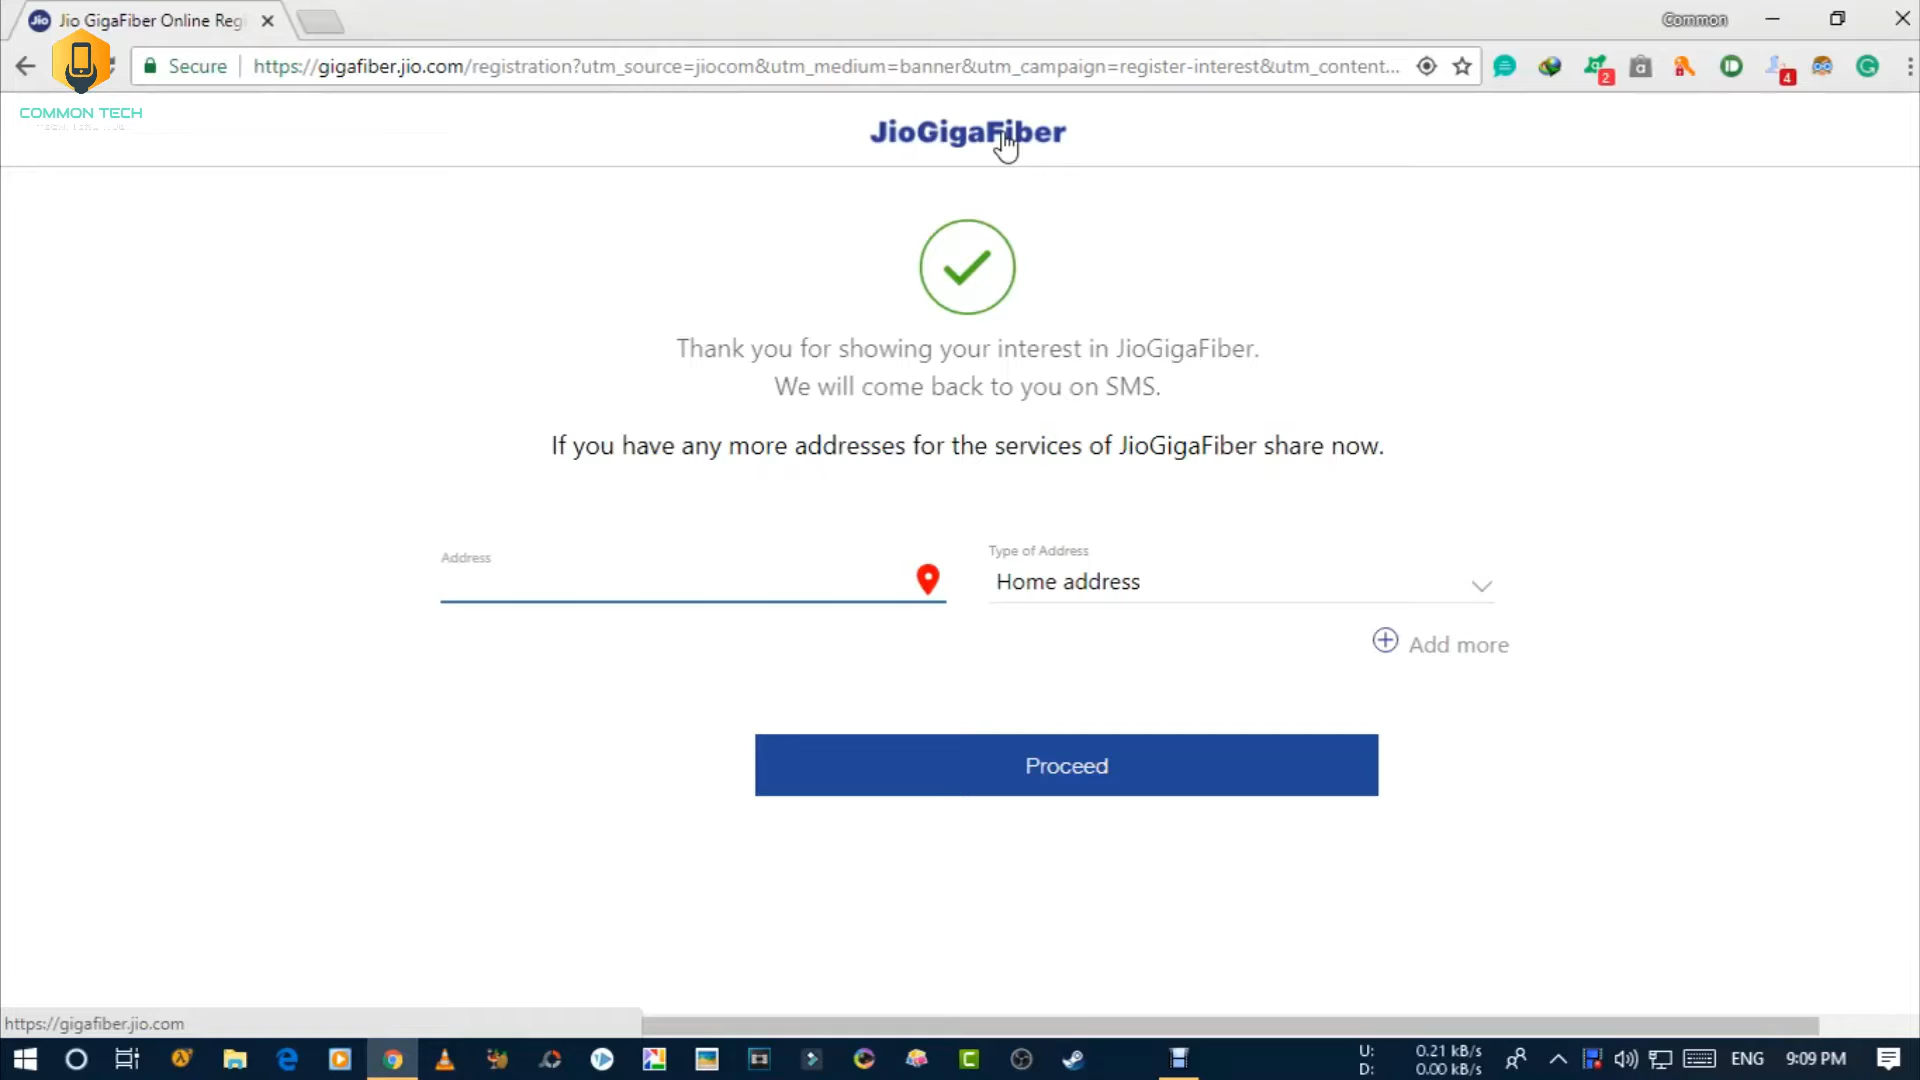 Jio GigaFiber Online Reg
Common
Secure
https://gigafiber.jio.com/registration?utm_source=jiocom&utm_medium=banner&utm_campaign=register-interest&utm_content...
2
4
COMMON TECH
JioGigaFiber
Thank you for showing your interest in JioGigaFiber.
We will come back to you on SMS.
If you have any more addresses for the services of JioGigaFiber share now.
Address
Type of Address
Home address
Add more
Proceed
https://gigafiber.jio.com
U: 0.21 kB/s
D: 0.00 kB/s
ENG
9:09 PM